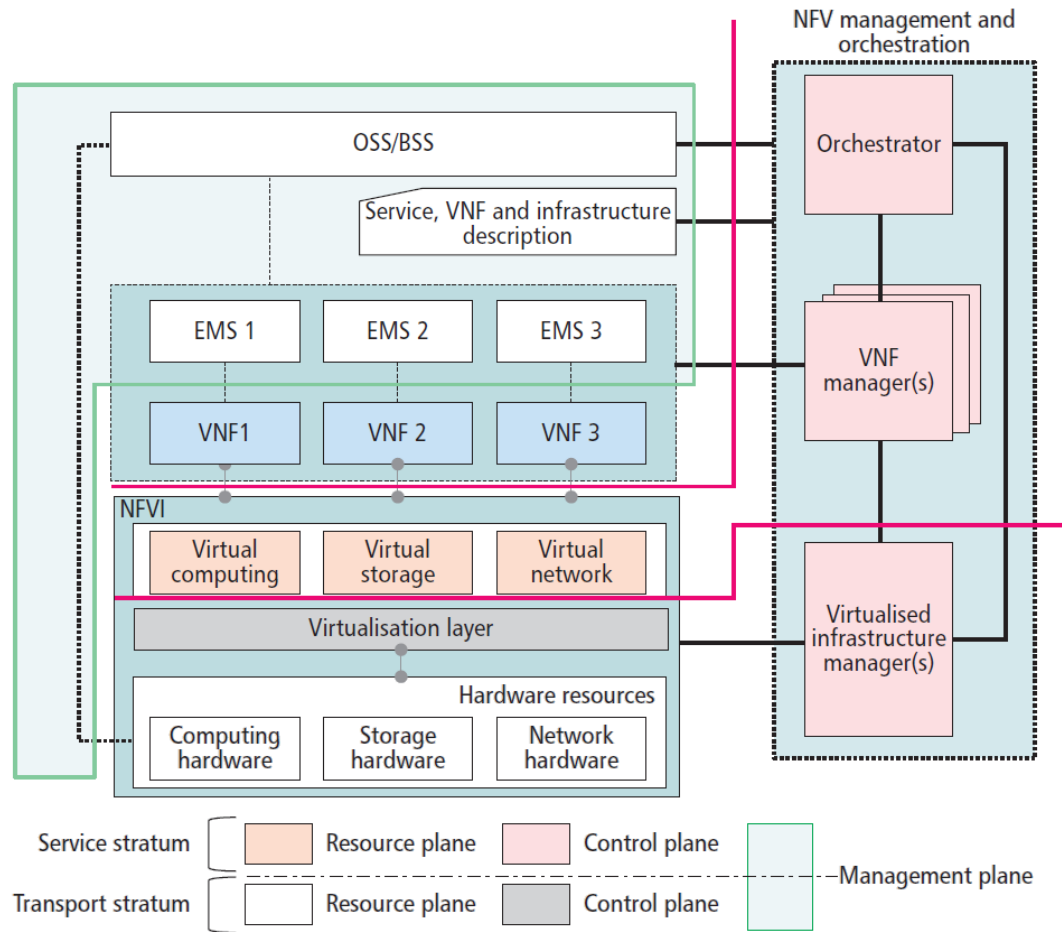 NFV management and
orchestration
OSS/BSS
Orchestrator
Service, VNF and infrastructure
description
EMS 1
EMS 2
EMS 3
VNF
manager(s)
VNF1
VNF 2
VNF 3
NFVI
Virtual
computing
Virtual
storage
Virtual
network
Virtualisation layer
Virtualised
infrastructure
manager(s)
Hardware resources
Computing
hardware
Storage
hardware
Network
hardware
Service stratum
Resource plane
Control plane
Management plane
Transport stratum
Resource plane
Control plane